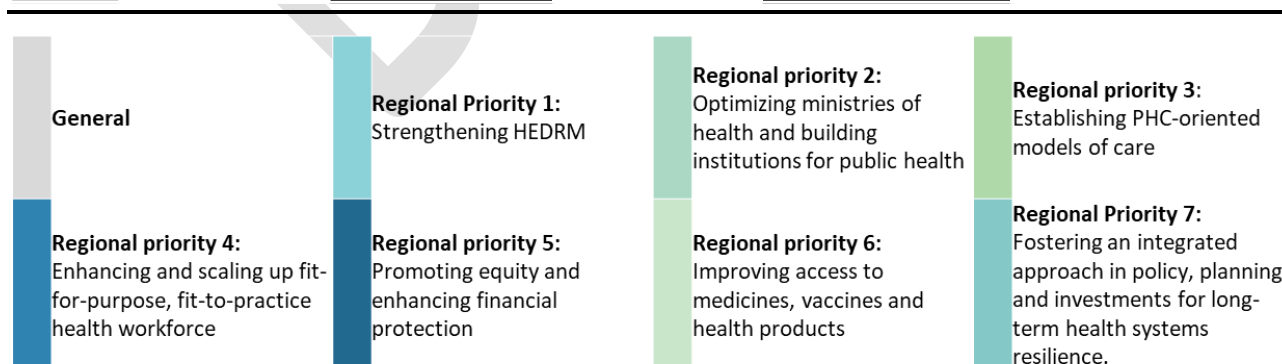 General
Regional Priority 1:
Strengthening HEDRM
Regional priority 2:
Optimizing ministries of
health and building
institutions for public health
Regional priority 3:
Establishing PHC-oriented
models of care
Regional priority 4:
Enhancing and scaling up fit-
for-purpose, fit-to-practice
health workforce
Regional priority 5:
Promoting equity and
enhancing financial
protection
Regional priority 6:
Improving access to
medicines, vaccines and
health products
Regional Priority 7:
Fostering an integrated
approach in policy, planning
and investments for long-
term health systems
resilience.